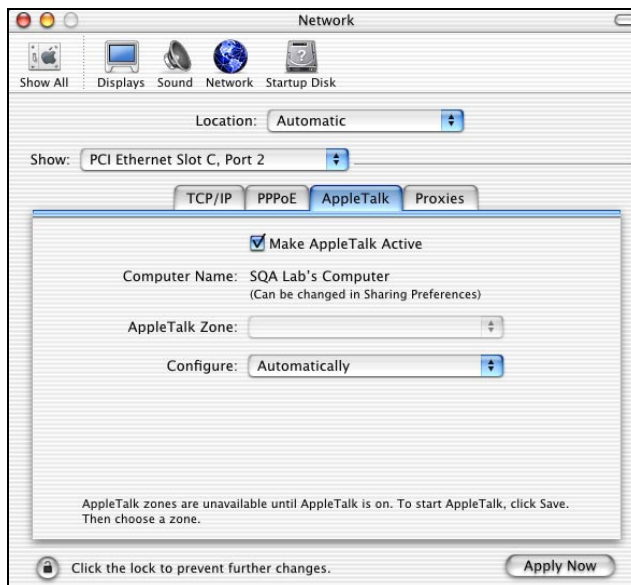 Network
Show All Displays Sound Network Startup Disk
Location: Automatic
Show: PCI Ethernet Slot C, Port 2
TCP/IP PPPoE AppleTalk Proxies
Make AppleTalk Active
Computer Name: SQA Lab's Computer
(Can be changed in Sharing Preferences)
AppleTalk Zone:
Configure: Automatically
AppleTalk zones are unavailable until AppleTalk is on. To start AppleTalk, click Save.
Then choose a zone.
Click the lock to prevent further changes. Apply Now